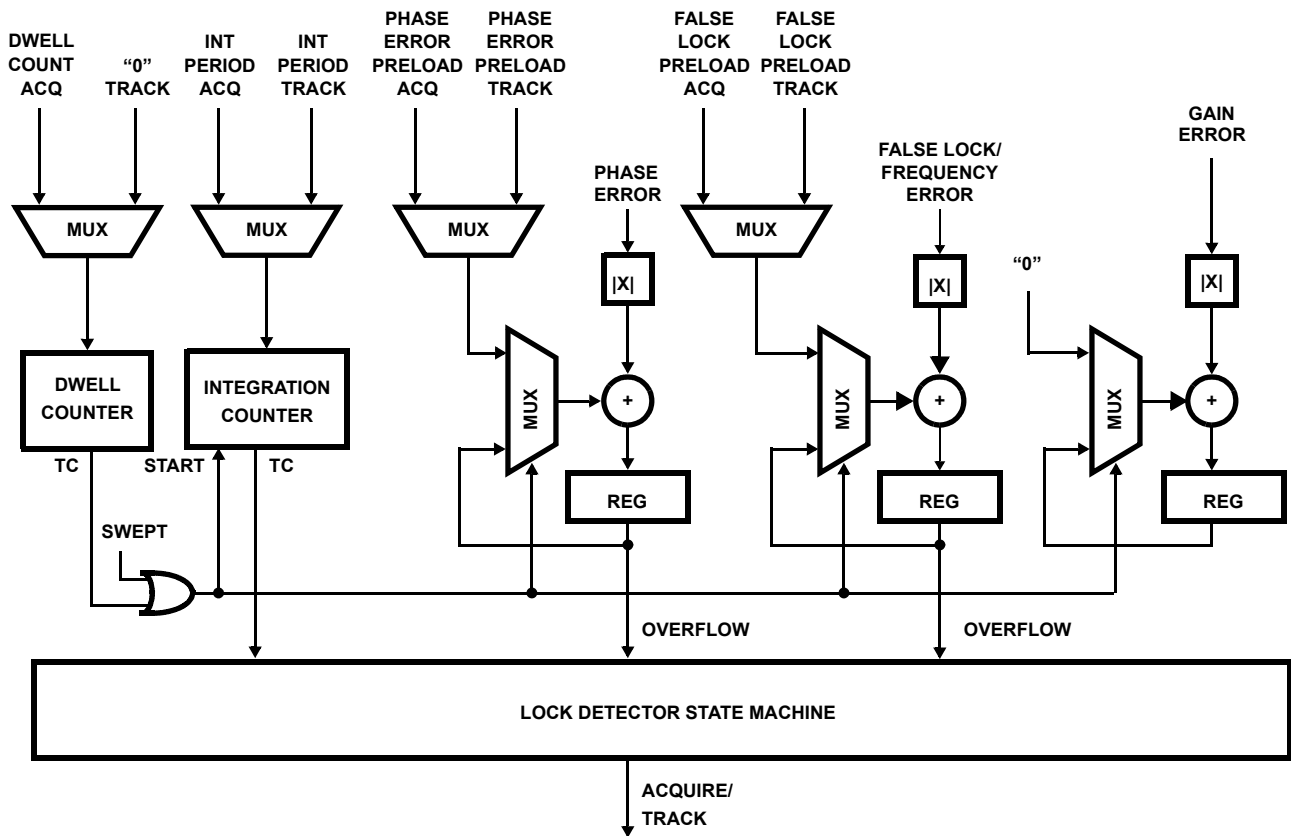 DWELL
COUNT
ACQ
“0”
TRACK
INT
PERIOD
ACQ
INT
PERIOD
TRACK
PHASE
ERROR
PRELOAD
ACQ
PHASE
ERROR
PRELOAD
TRACK
FALSE
LOCK
PRELOAD
ACQ
FALSE
LOCK
PRELOAD
TRACK
GAIN
ERROR
PHASE
ERROR
FALSE LOCK/
FREQUENCY
ERROR
MUX
MUX
MUX
MUX
|X|
|X|
“0”
|X|
DWELL
COUNTER
INTEGRATION
COUNTER
MUX
+
MUX
+
MUX
+
TC
START
TC
REG
REG
REG
SWEPT
OVERFLOW
OVERFLOW
LOCK DETECTOR STATE MACHINE
ACQUIRE/
TRACK